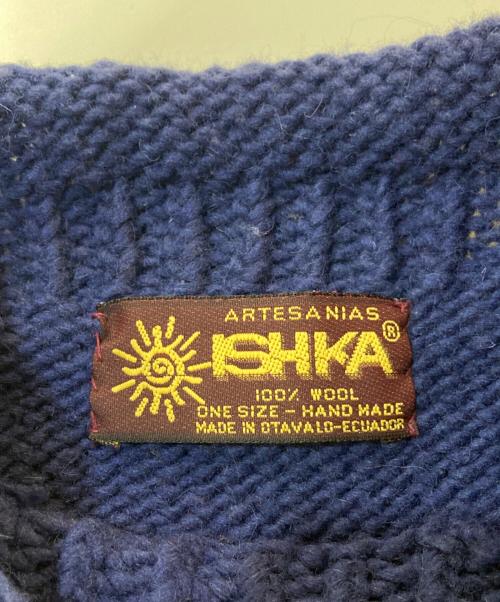 ARTESANIAS
ISHKA®
100% WOOL
ONE SIZE - HAND MADE
MADE IN OTAVALO-ECUADOR